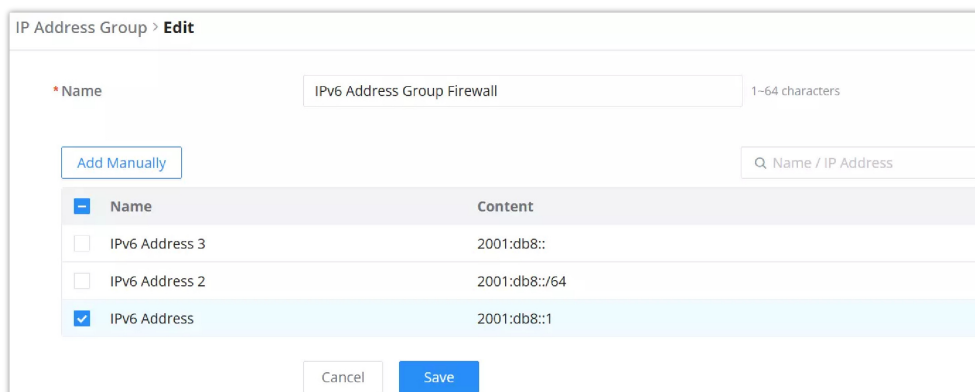 IP Address Group > Edit
* Name IPv6 Address Group Firewall 1~64 characters
Add Manually Name / IP Address
Name Content
IPv6 Address 3 2001:db8::
IPv6 Address 2 2001:db8::/64
IPv6 Address 2001:db8::1
Cancel Save